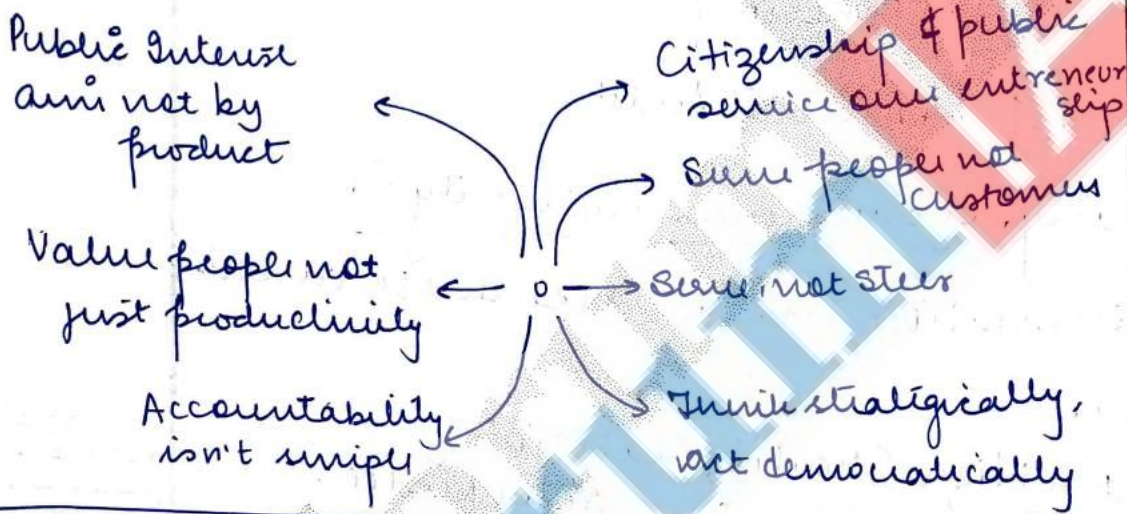 Public Interest
aim not by
product
Citizenship & public
service over entreneur
ship
Serve people not
customers
Value people not
just productivity
Serve, not Steer
Accountability
isn't simple
Think strategically,
act democratically